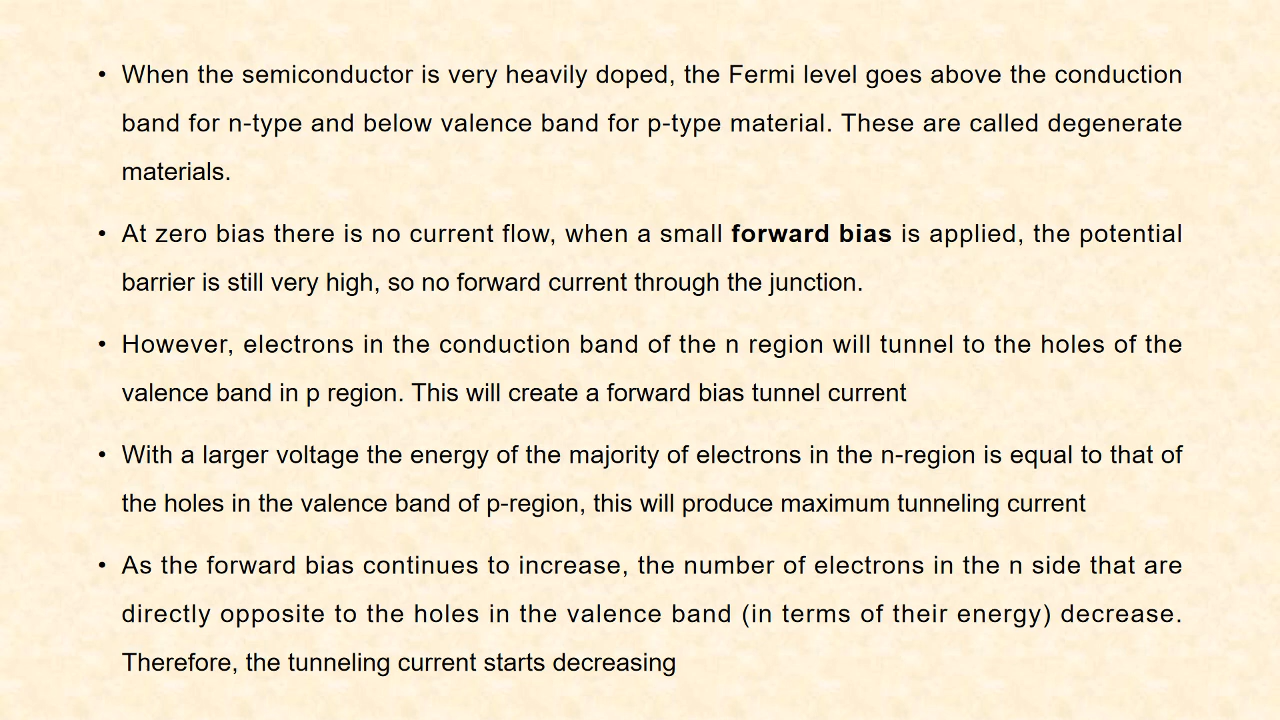 • When the semiconductor is very heavily doped, the Fermi level goes above the conduction
band for n-type and below valence band for p-type material. These are called degenerate
materials.
• At zero bias there is no current flow, when a small forward bias is applied, the potential
barrier is still very high, so no forward current through the junction.
• However, electrons in the conduction band of the n region will tunnel to the holes of the
valence band in p region. This will create a forward bias tunnel current
• With a larger voltage the energy of the majority of electrons in the n-region is equal to that of
the holes in the valence band of p-region, this will produce maximum tunneling current
• As the forward bias continues to increase, the number of electrons in the n side that are
directly opposite to the holes in the valence band (in terms of their energy) decrease.
Therefore, the tunneling current starts decreasing